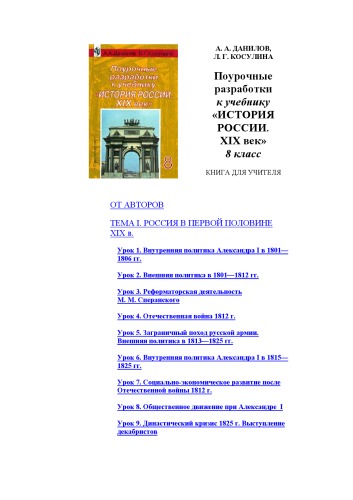 Поурочные
разработки
к учебнику
«ИСТОРИЯ РОССИИ
XIX век»
8
А. А. ДАНИЛОВ,
Л. Г. КОСУЛИНА
Поурочные
разработки
к учебнику
«ИСТОРИЯ
РОССИИ.
XIX век»
8 класс
КНИГА ДЛЯ УЧИТЕЛЯ
ОТ АВТОРОВ
ТЕМА I. РОССИЯ В ПЕРВОЙ ПОЛОВИНЕ
XIX в.
Урок 1. Внутренняя политика Александра I в 1801—
1806 гг.
Урок 2. Внешняя политика в 1801—1812 гг.
Урок 3. Реформаторская деятельность
М. М. Сперанского
Урок 4. Отечественная война 1812 г.
Урок 5. Заграничный поход русской армии.
Внешняя политика в 1813—1825 гг.
Урок 6. Внутренняя политика Александра I в 1815—
1825 гг.
Урок 7. Социально-экономическое развитие после
Отечественной войны 1812 г.
Урок 8. Общественное движение при Александре I
Урок 9. Династический кризис 1825 г. Выступление
декабристов